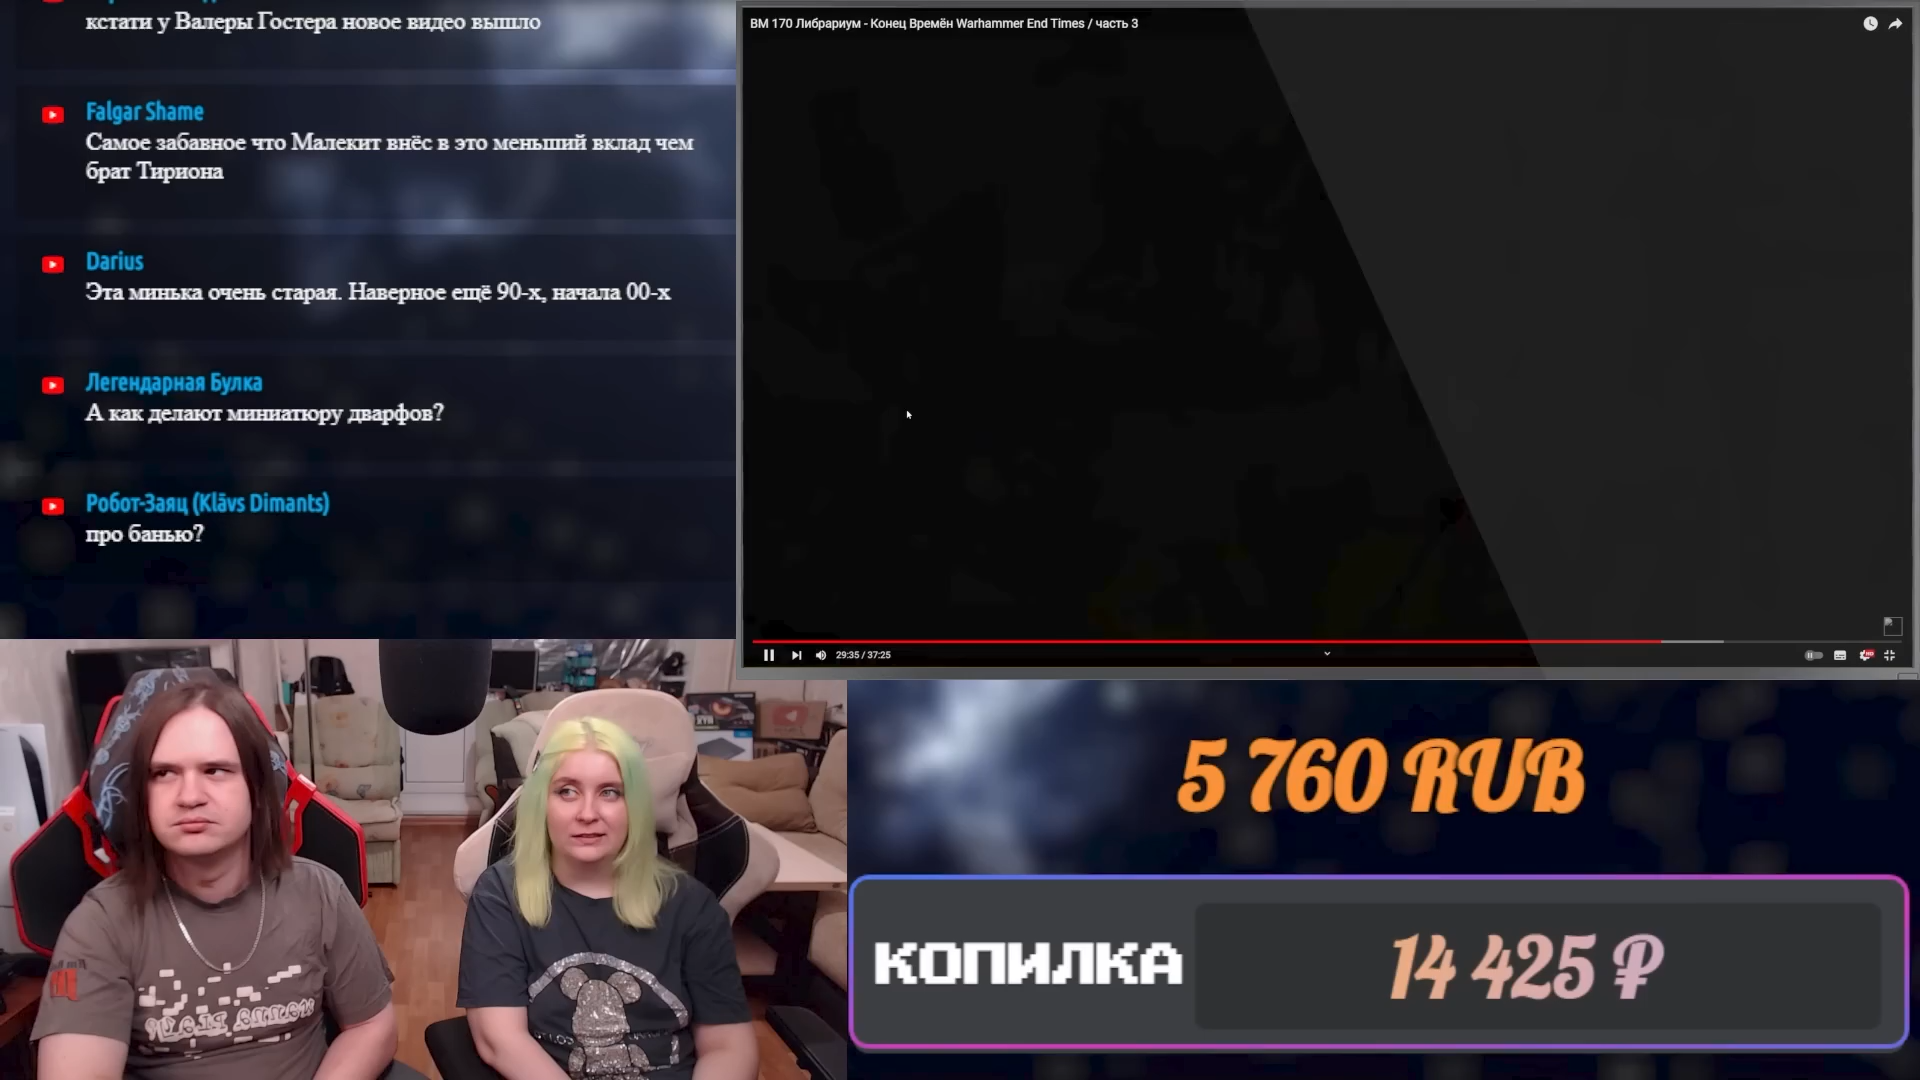 кстати у Валеры Гостера новое видео вышло
Falgar Shame
Самое забавное что Малекит внёс в это меньший вклад чем
брат Тириона
Darius
Эта минька очень старая. Наверное ещё 90-х, начала 00-х
Легендарная Булка
А как делают миниатюру дварфов?
Робот-Заяц (Klāvs Dimants)
про банью?
ВМ 170 Либрариум - Конец Времён Warhammer End Times / часть 3
29:35 / 37:25
5 760 RUB
КОПИЛКА
14 425 ₽